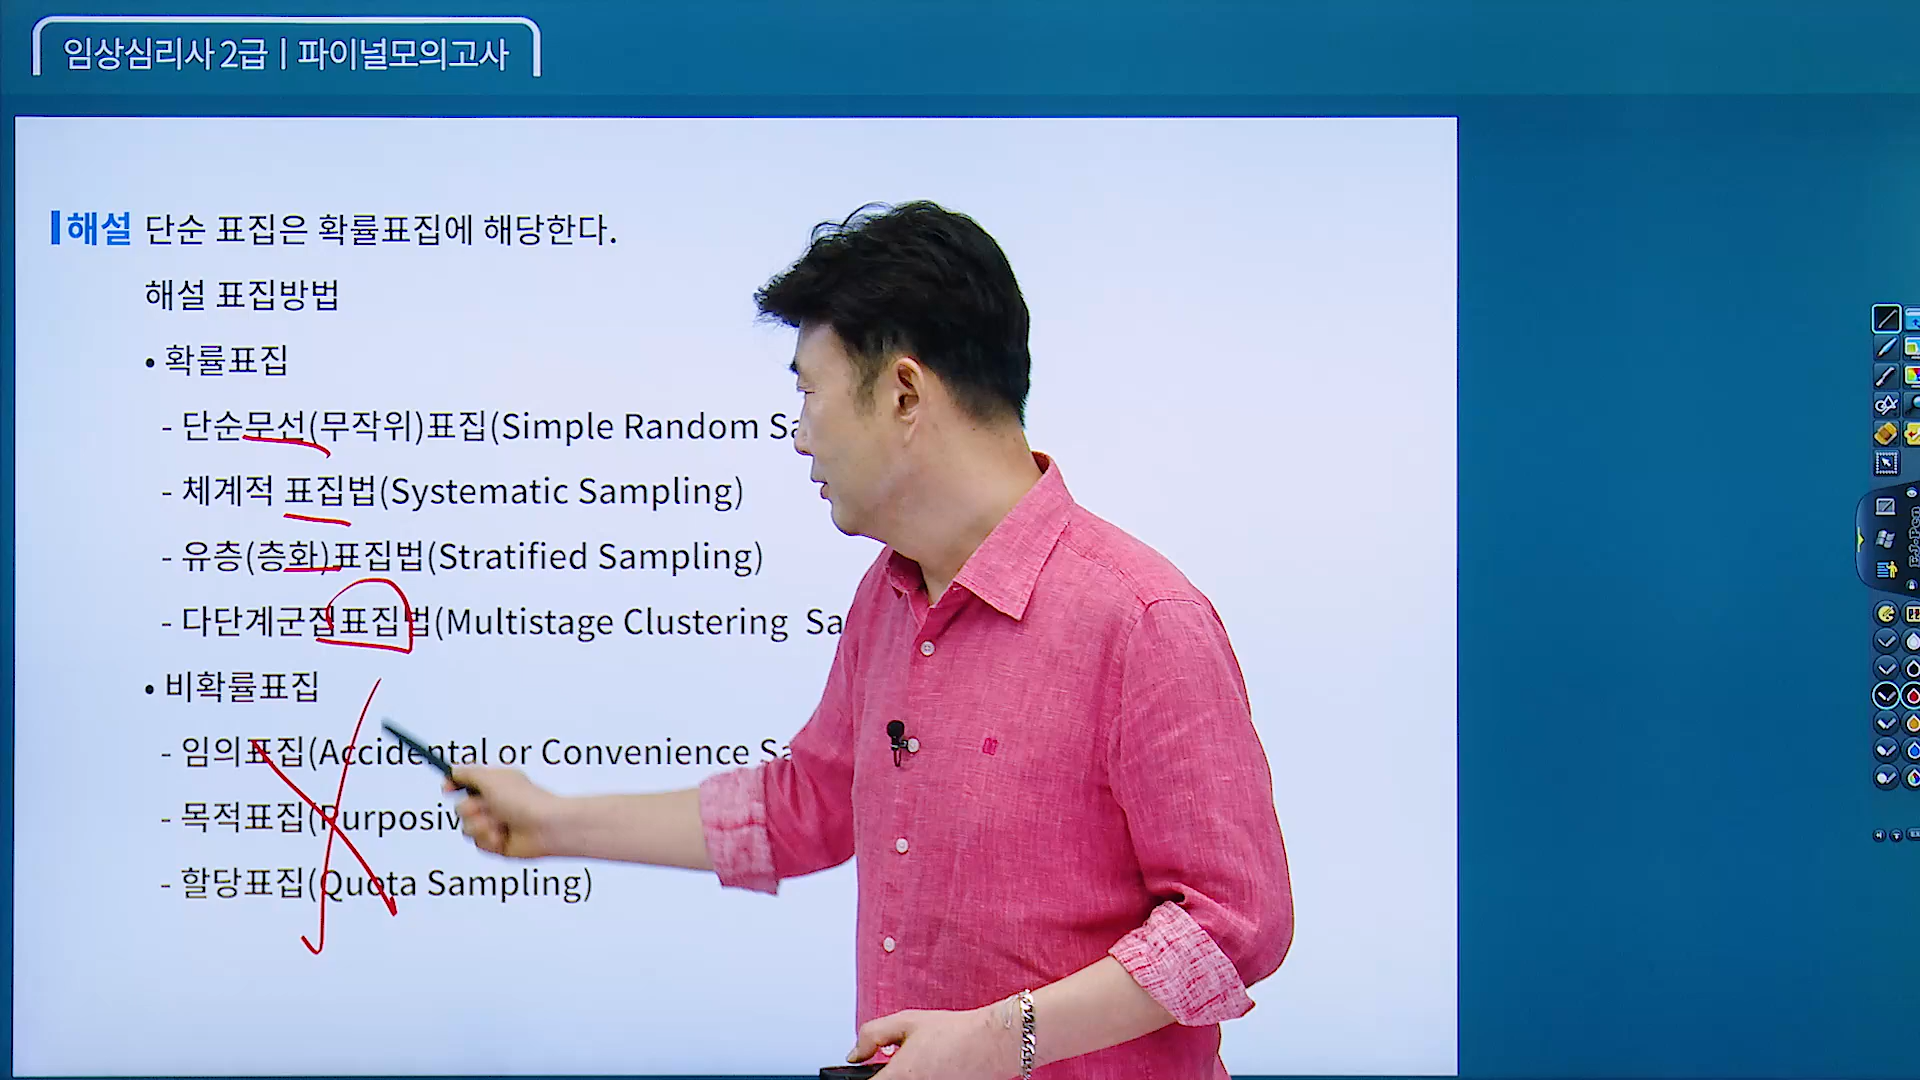 임상심리사 2급 | 파이널모의고사
해설 단순 표집은 확률표집에 해당한다.
해설 표집방법
• 확률표집
- 단순무선(무작위)표집(Simple Random Sa
- 체계적 표집법(Systematic Sampling)
- 유층(층화)표집법(Stratified Sampling)
- 다단계군집표집법(Multistage Clustering Sa
• 비확률표집
- 임의표집(Accidental or Convenience Sa
- 목적표집(Purposiv
- 할당표집(Quota Sampling)